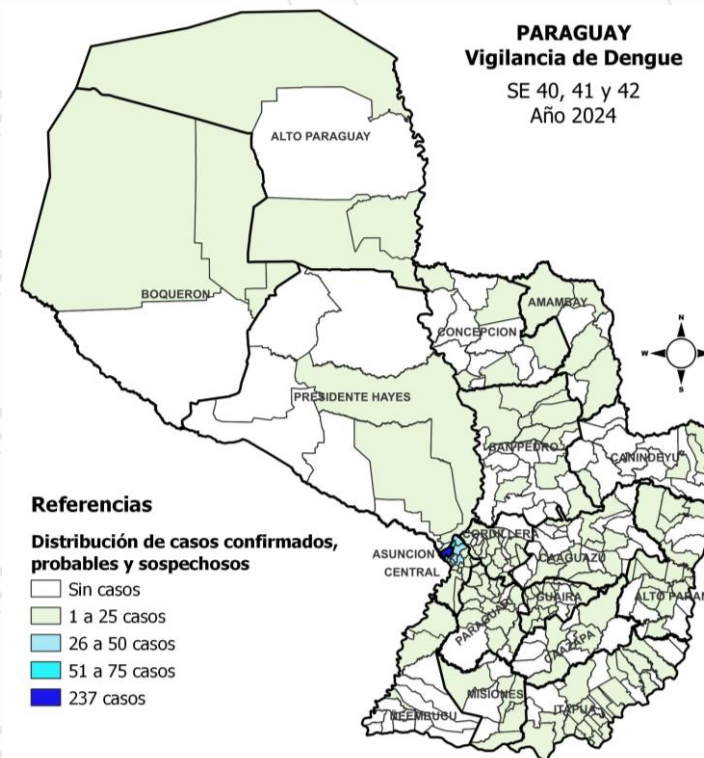 PARAGUAY
Vigilancia de Dengue
SE 40, 41 y 42
Año 2024
ALTO PARAGUAY
BOQUERON
CONCEPCION
AMAMBAY
N
W
S
PRESIDENTE HAYES
SAN PEDRO
CANINDEYU
CORDILLERA
ASUNCION
CENTRAL
CAAGUAZU
GUAIRA
ALTO PARAN
PARAGUARI
CAAZAPA
MISIONES
ITAPUA
ÑEEMBUCU
Referencias
Distribución de casos confirmados,
probables y sospechosos
Sin casos
1 a 25 casos
26 a 50 casos
51 a 75 casos
237 casos